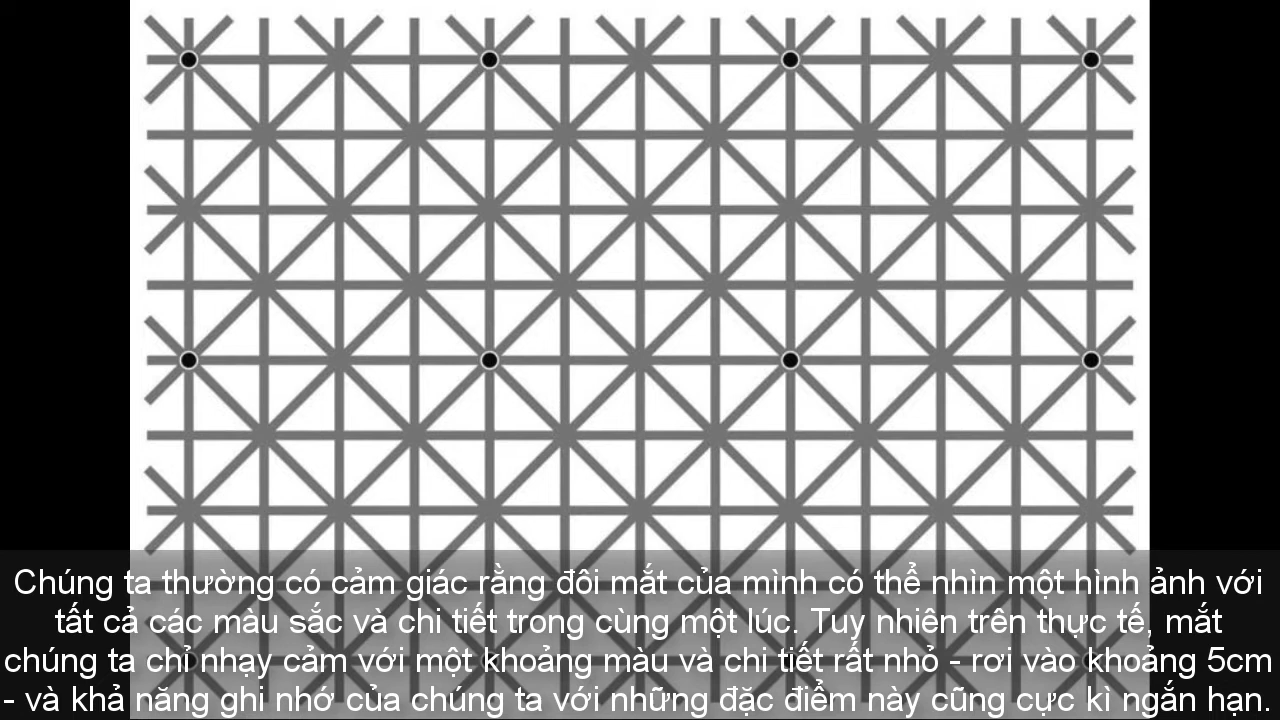 Chúng ta thường có cảm giác rằng đôi mắt của mình có thể nhìn một hình ảnh với
tất cả các màu sắc và chi tiết trong cùng một lúc. Tuy nhiên trên thực tế, mắt
chúng ta chỉ nhạy cảm với một khoảng màu và chi tiết rất nhỏ - rơi vào khoảng 5cm
- và khả năng ghi nhớ của chúng ta với những đặc điểm này cũng cực kì ngắn hạn.